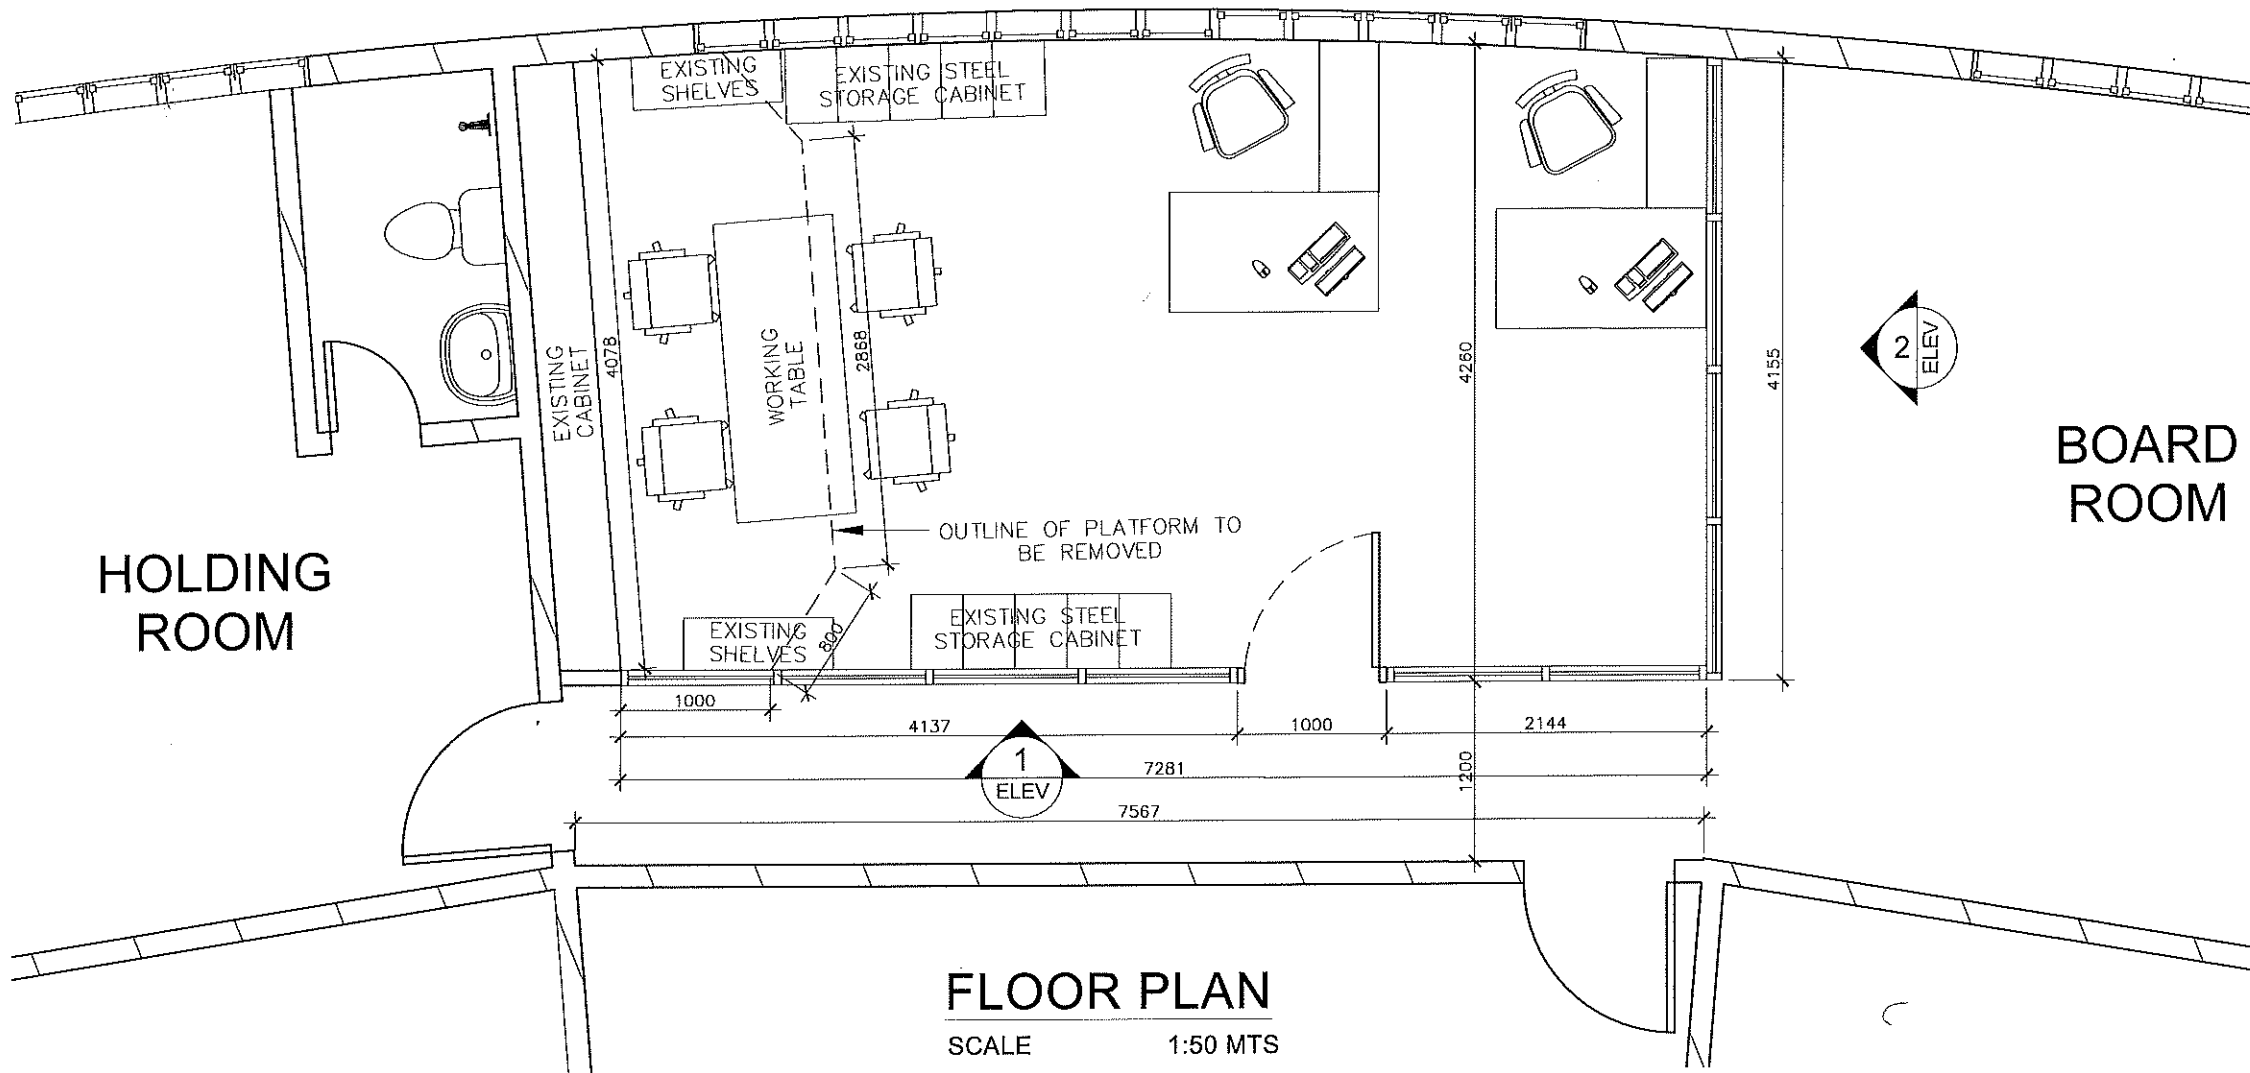 EXISTING
SHELVES
EXISTING STEEL
STORAGE CABINET
EXISTING
CABINET
4078
WORKING
TABLE
2868
4260
4155
2
ELEV
BOARD
ROOM
HOLDING
ROOM
OUTLINE OF PLATFORM TO
BE REMOVED
EXISTING
SHELVES
800
EXISTING STEEL
STORAGE CABINET
1000
4137
1000
2144
1
ELEV
7281
1200
7567
FLOOR PLAN
SCALE 1:50 MTS